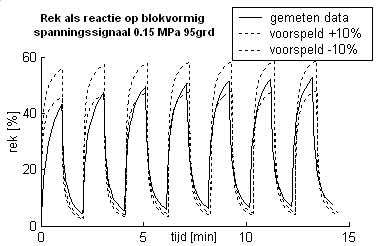 Rek als reactie op blokvormig
spanningssignaal 0.15 MPa 95grd
gemeten data
voorspeld +10%
voorspeld -10%
60
40
20
0
rek [%]
0
5
10
15
tijd [min]